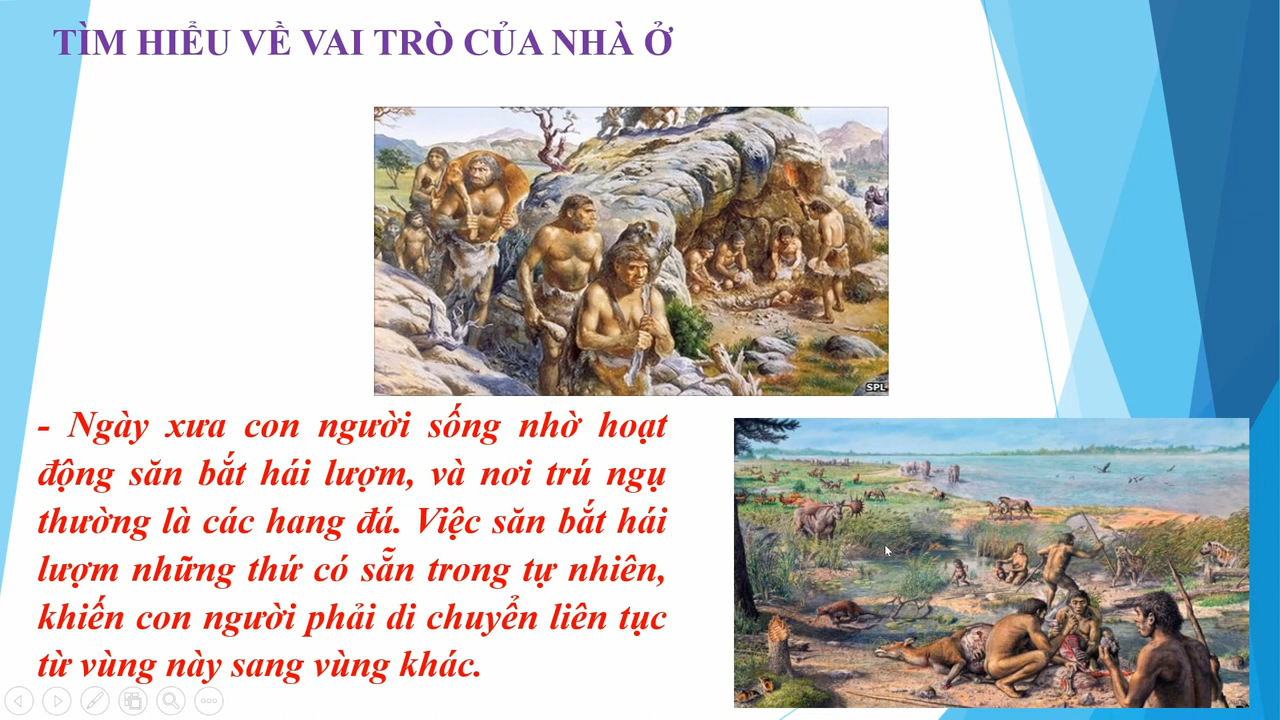 TÌM HIỂU VỀ VAI TRÒ CỦA NHÀ Ở
SPL
- Ngày xưa con người sống nhờ hoạt
động săn bắt hái lượm, và nơi trú ngụ
thường là các hang đá. Việc săn bắt hái
lượm những thứ có sẵn trong tự nhiên,
khiến con người phải di chuyển liên tục
từ vùng này sang vùng khác.